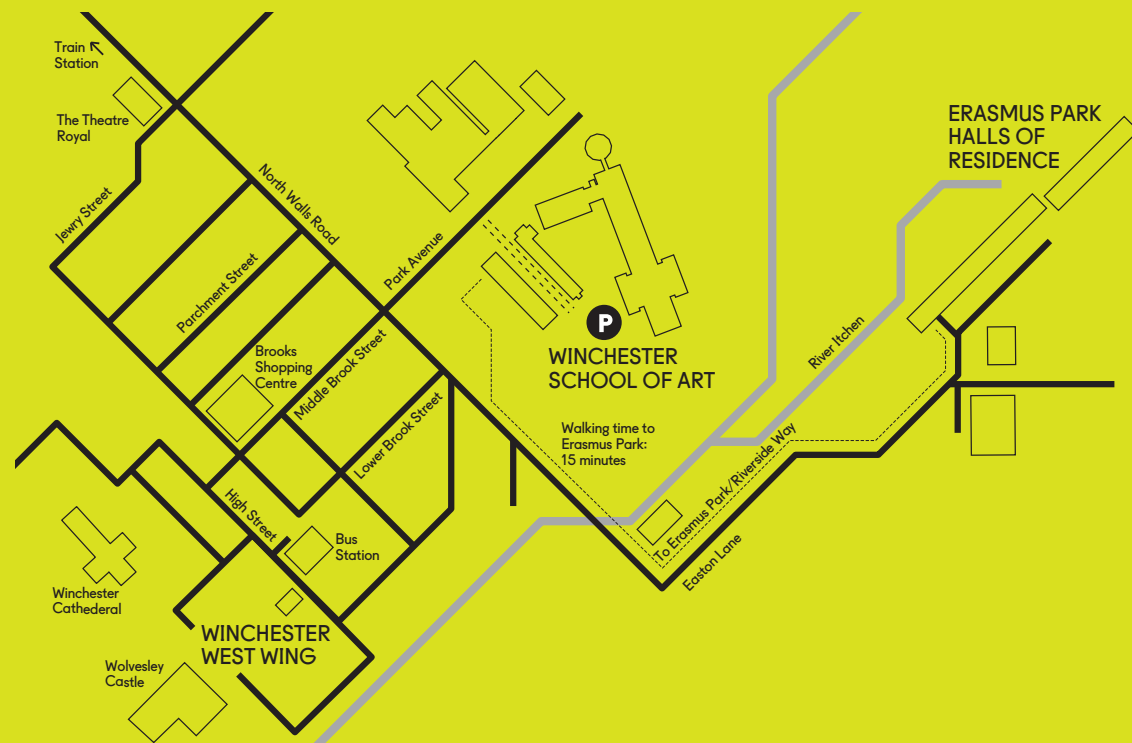 Train
Station
The Theatre
Royal
Jewry Street
North Walls Road
Parchment Street
Park Avenue
Brooks
Shopping
Centre
Middle Brook Street
Lower Brook Street
High Street
Bus
Station
Winchester
Cathederal
WINCHESTER
WEST WING
Wolvesley
Castle
P
WINCHESTER
SCHOOL OF ART
Walking time to
Erasmus Park:
15 minutes
River Itchen
To Erasmus Park/Riverside Way
Easton Lane
ERASMUS PARK
HALLS OF
RESIDENCE